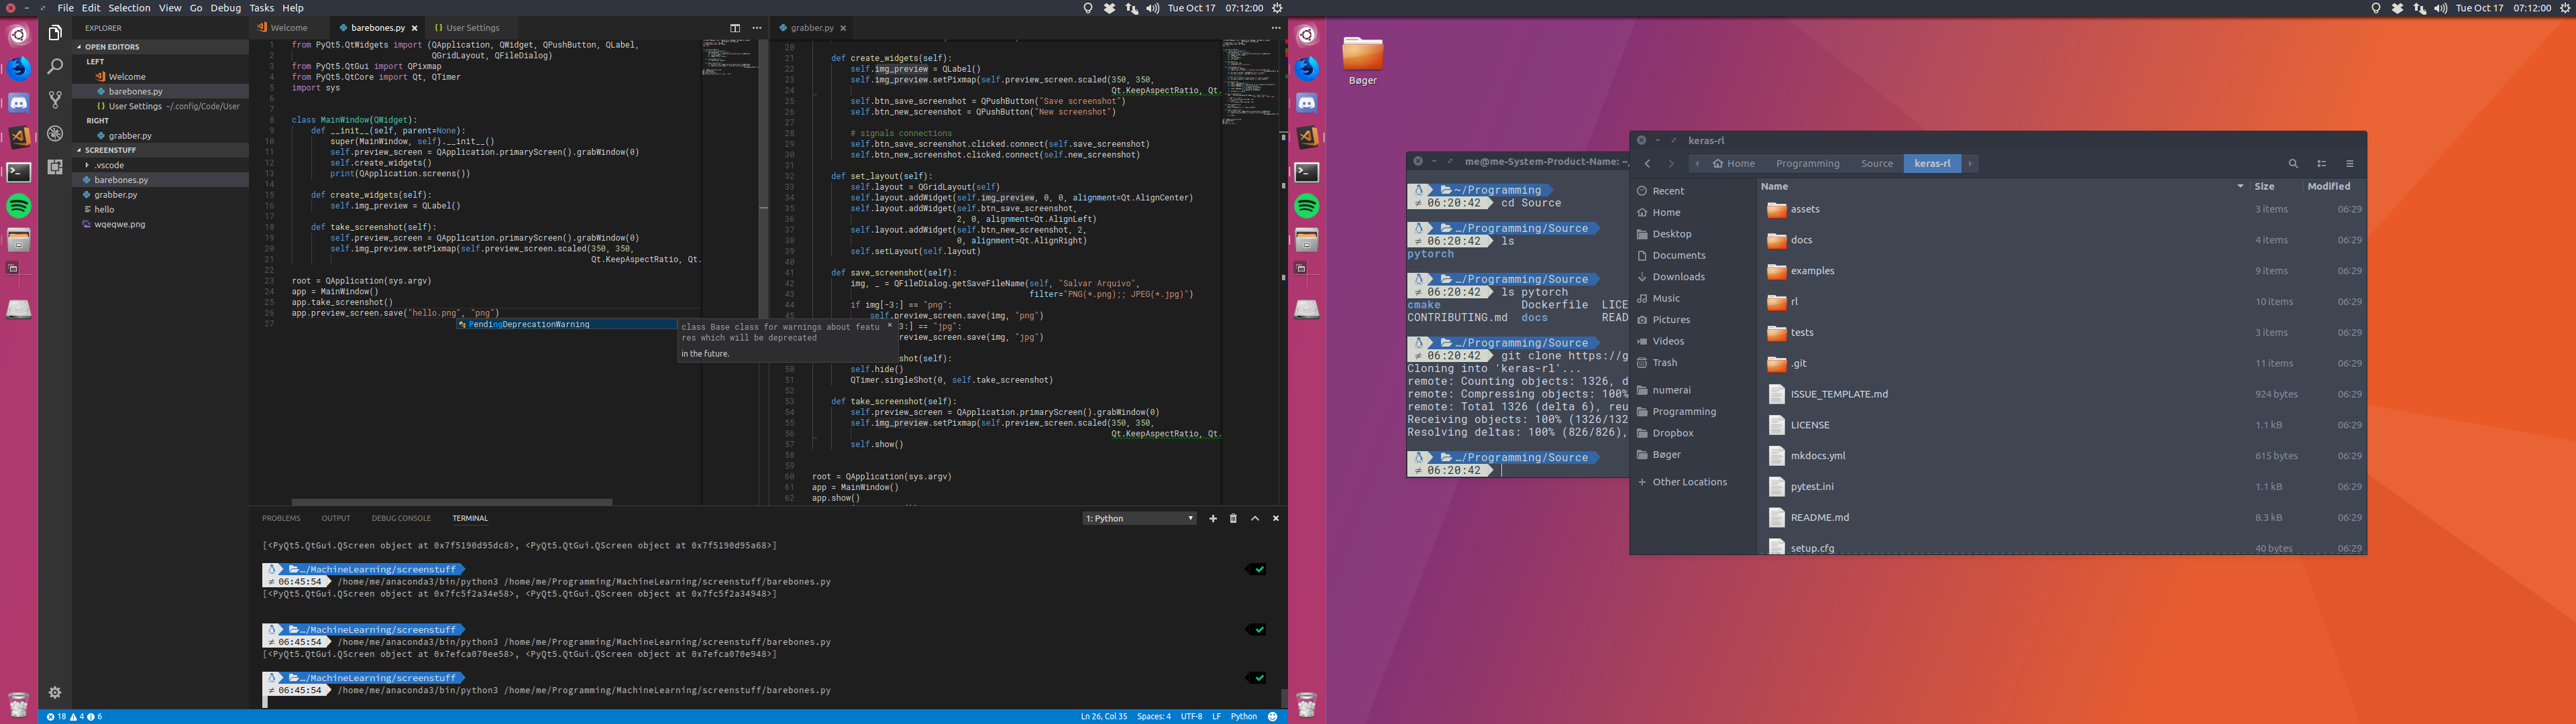 File Edit Selection View Go Debug Tasks Help
Tue Oct 17 07:12:00
EXPLORER
OPEN EDITORS
LEFT
Welcome
barebones.py
User Settings ~/.config/Code/User
RIGHT
grabber.py
SCREENSTUFF
.vscode
barebones.py
grabber.py
hello
wqeqwe.png
Welcome barebones.py User Settings
1 from PyQt5.QtWidgets import (QApplication, QWidget, QPushButton, QLabel,
2 QGridLayout, QFileDialog)
3 from PyQt5.QtGui import QPixmap
4 from PyQt5.QtCore import Qt, QTimer
5 import sys
6
7
8 class MainWindow(QWidget):
9 def __init__(self, parent=None):
10 super(MainWindow, self).__init__()
11 self.preview_screen = QApplication.primaryScreen().grabWindow(0)
12 self.create_widgets()
13 print(QApplication.screens())
14
15 def create_widgets(self):
16 self.img_preview = QLabel()
17
18 def take_screenshot(self):
19 self.preview_screen = QApplication.primaryScreen().grabWindow(0)
20 self.img_preview.setPixmap(self.preview_screen.scaled(350, 350,
21 Qt.KeepAspectRatio, Qt.
22
23 root = QApplication(sys.argv)
24 app = MainWindow()
25 app.take_screenshot()
26 app.preview_screen.save("hello.png", "png")
27
PendingDeprecationWarning
class Base class for warnings about featu
res which will be deprecated
in the future.
grabber.py
20
21 def create_widgets(self):
22 self.img_preview = QLabel()
23 self.img_preview.setPixmap(self.preview_screen.scaled(350, 350,
24 Qt.KeepAspectRatio, Qt.
25 self.btn_save_screenshot = QPushButton("Save screenshot")
26 self.btn_new_screenshot = QPushButton("New screenshot")
27
28 # signals connections
29 self.btn_save_screenshot.clicked.connect(self.save_screenshot)
30 self.btn_new_screenshot.clicked.connect(self.new_screenshot)
31
32 def set_layout(self):
33 self.layout = QGridLayout(self)
34 self.layout.addWidget(self.img_preview, 0, 0, alignment=Qt.AlignCenter)
35 self.layout.addWidget(self.btn_save_screenshot,
36 2, 0, alignment=Qt.AlignLeft)
37 self.layout.addWidget(self.btn_new_screenshot, 2,
38 0, alignment=Qt.AlignRight)
39 self.setLayout(self.layout)
40
41 def save_screenshot(self):
42 img, _ = QFileDialog.getSaveFileName(self, "Salvar Arquivo",
43 filter="PNG(*.png);; JPEG(*.jpg)")
44 if img[-3:] == "png":
45 self.preview_screen.save(img, "png")
3:] == "jpg":
review_screen.save(img, "jpg")
shot(self):
50 self.hide()
51 QTimer.singleShot(0, self.take_screenshot)
52
53 def take_screenshot(self):
54 self.preview_screen = QApplication.primaryScreen().grabWindow(0)
55 self.img_preview.setPixmap(self.preview_screen.scaled(350, 350,
56 Qt.KeepAspectRatio, Qt.
57 self.show()
58
59
60 root = QApplication(sys.argv)
61 app = MainWindow()
62 app.show()
PROBLEMS OUTPUT DEBUG CONSOLE TERMINAL
1: Python
[<PyQt5.QtGui.QScreen object at 0x7f5190d95dc8>, <PyQt5.QtGui.QScreen object at 0x7f5190d95a68>]
…/MachineLearning/screenstuff
≠ 06:45:54 /home/me/anaconda3/bin/python3 /home/me/Programming/MachineLearning/screenstuff/barebones.py
[<PyQt5.QtGui.QScreen object at 0x7fc5f2a34e58>, <PyQt5.QtGui.QScreen object at 0x7fc5f2a34948>]
…/MachineLearning/screenstuff
≠ 06:45:54 /home/me/anaconda3/bin/python3 /home/me/Programming/MachineLearning/screenstuff/barebones.py
[<PyQt5.QtGui.QScreen object at 0x7efca070ee58>, <PyQt5.QtGui.QScreen object at 0x7efca070e948>]
…/MachineLearning/screenstuff
≠ 06:45:54 /home/me/anaconda3/bin/python3 /home/me/Programming/MachineLearning/screenstuff/barebones.py
18 4 6
Ln 26, Col 35 Spaces: 4 UTF-8 LF Python
Tue Oct 17 07:12:00
Bøger
me@me-System-Product-Name: ~/
~/Programming
≠ 06:20:42 cd Source
…/Programming/Source
≠ 06:20:42 ls
pytorch
…/Programming/Source
≠ 06:20:42 ls pytorch
cmake Dockerfile LICE
CONTRIBUTING.md docs READ
…/Programming/Source
≠ 06:20:42 git clone https://g
Cloning into 'keras-rl'...
remote: Counting objects: 1326, d
remote: Compressing objects: 100%
remote: Total 1326 (delta 6), reu
Receiving objects: 100% (1326/132
Resolving deltas: 100% (826/826),
…/Programming/Source
≠ 06:20:42
keras-rl
Home Programming Source keras-rl
Recent
Home
Desktop
Documents
Downloads
Music
Pictures
Videos
Trash
numerai
Programming
Dropbox
Bøger
Other Locations
Name Size Modified
assets 3 items 06:29
docs 4 items 06:29
examples 9 items 06:29
rl 10 items 06:29
tests 3 items 06:29
.git 11 items 06:29
ISSUE_TEMPLATE.md 924 bytes 06:29
LICENSE 1.1 kB 06:29
mkdocs.yml 615 bytes 06:29
pytest.ini 1.1 kB 06:29
README.md 8.3 kB 06:29
setup.cfg 40 bytes 06:29